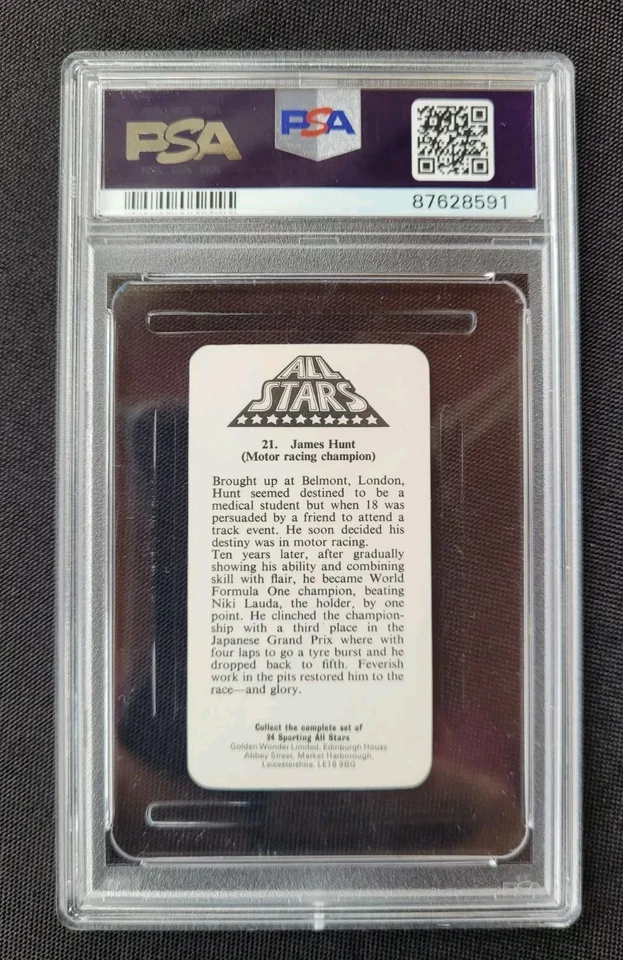 PSA
PSA
87628591
ALL
STARS
21. James Hunt
(Motor racing champion)
Brought up at Belmont, London,
Hunt seemed destined to be a
medical student but when 18 was
persuaded by a friend to attend a
track event. He soon decided his
destiny was in motor racing.
Ten years later, after gradually
showing his ability and combining
skill with flair, he became World
Formula One champion, beating
Niki Lauda, the holder, by one
point. He clinched the champion-
ship with a third place in the
Japanese Grand Prix where with
four laps to go a tyre burst and he
dropped back to fifth. Feverish
work in the pits restored him to the
race—and glory.
Collect the complete set of
24 Sporting All Stars
Golden Wonder Limited, Edinburgh House
Abbey Street, Market Harborough,
Leicestershire, LE16 9BG
PSA